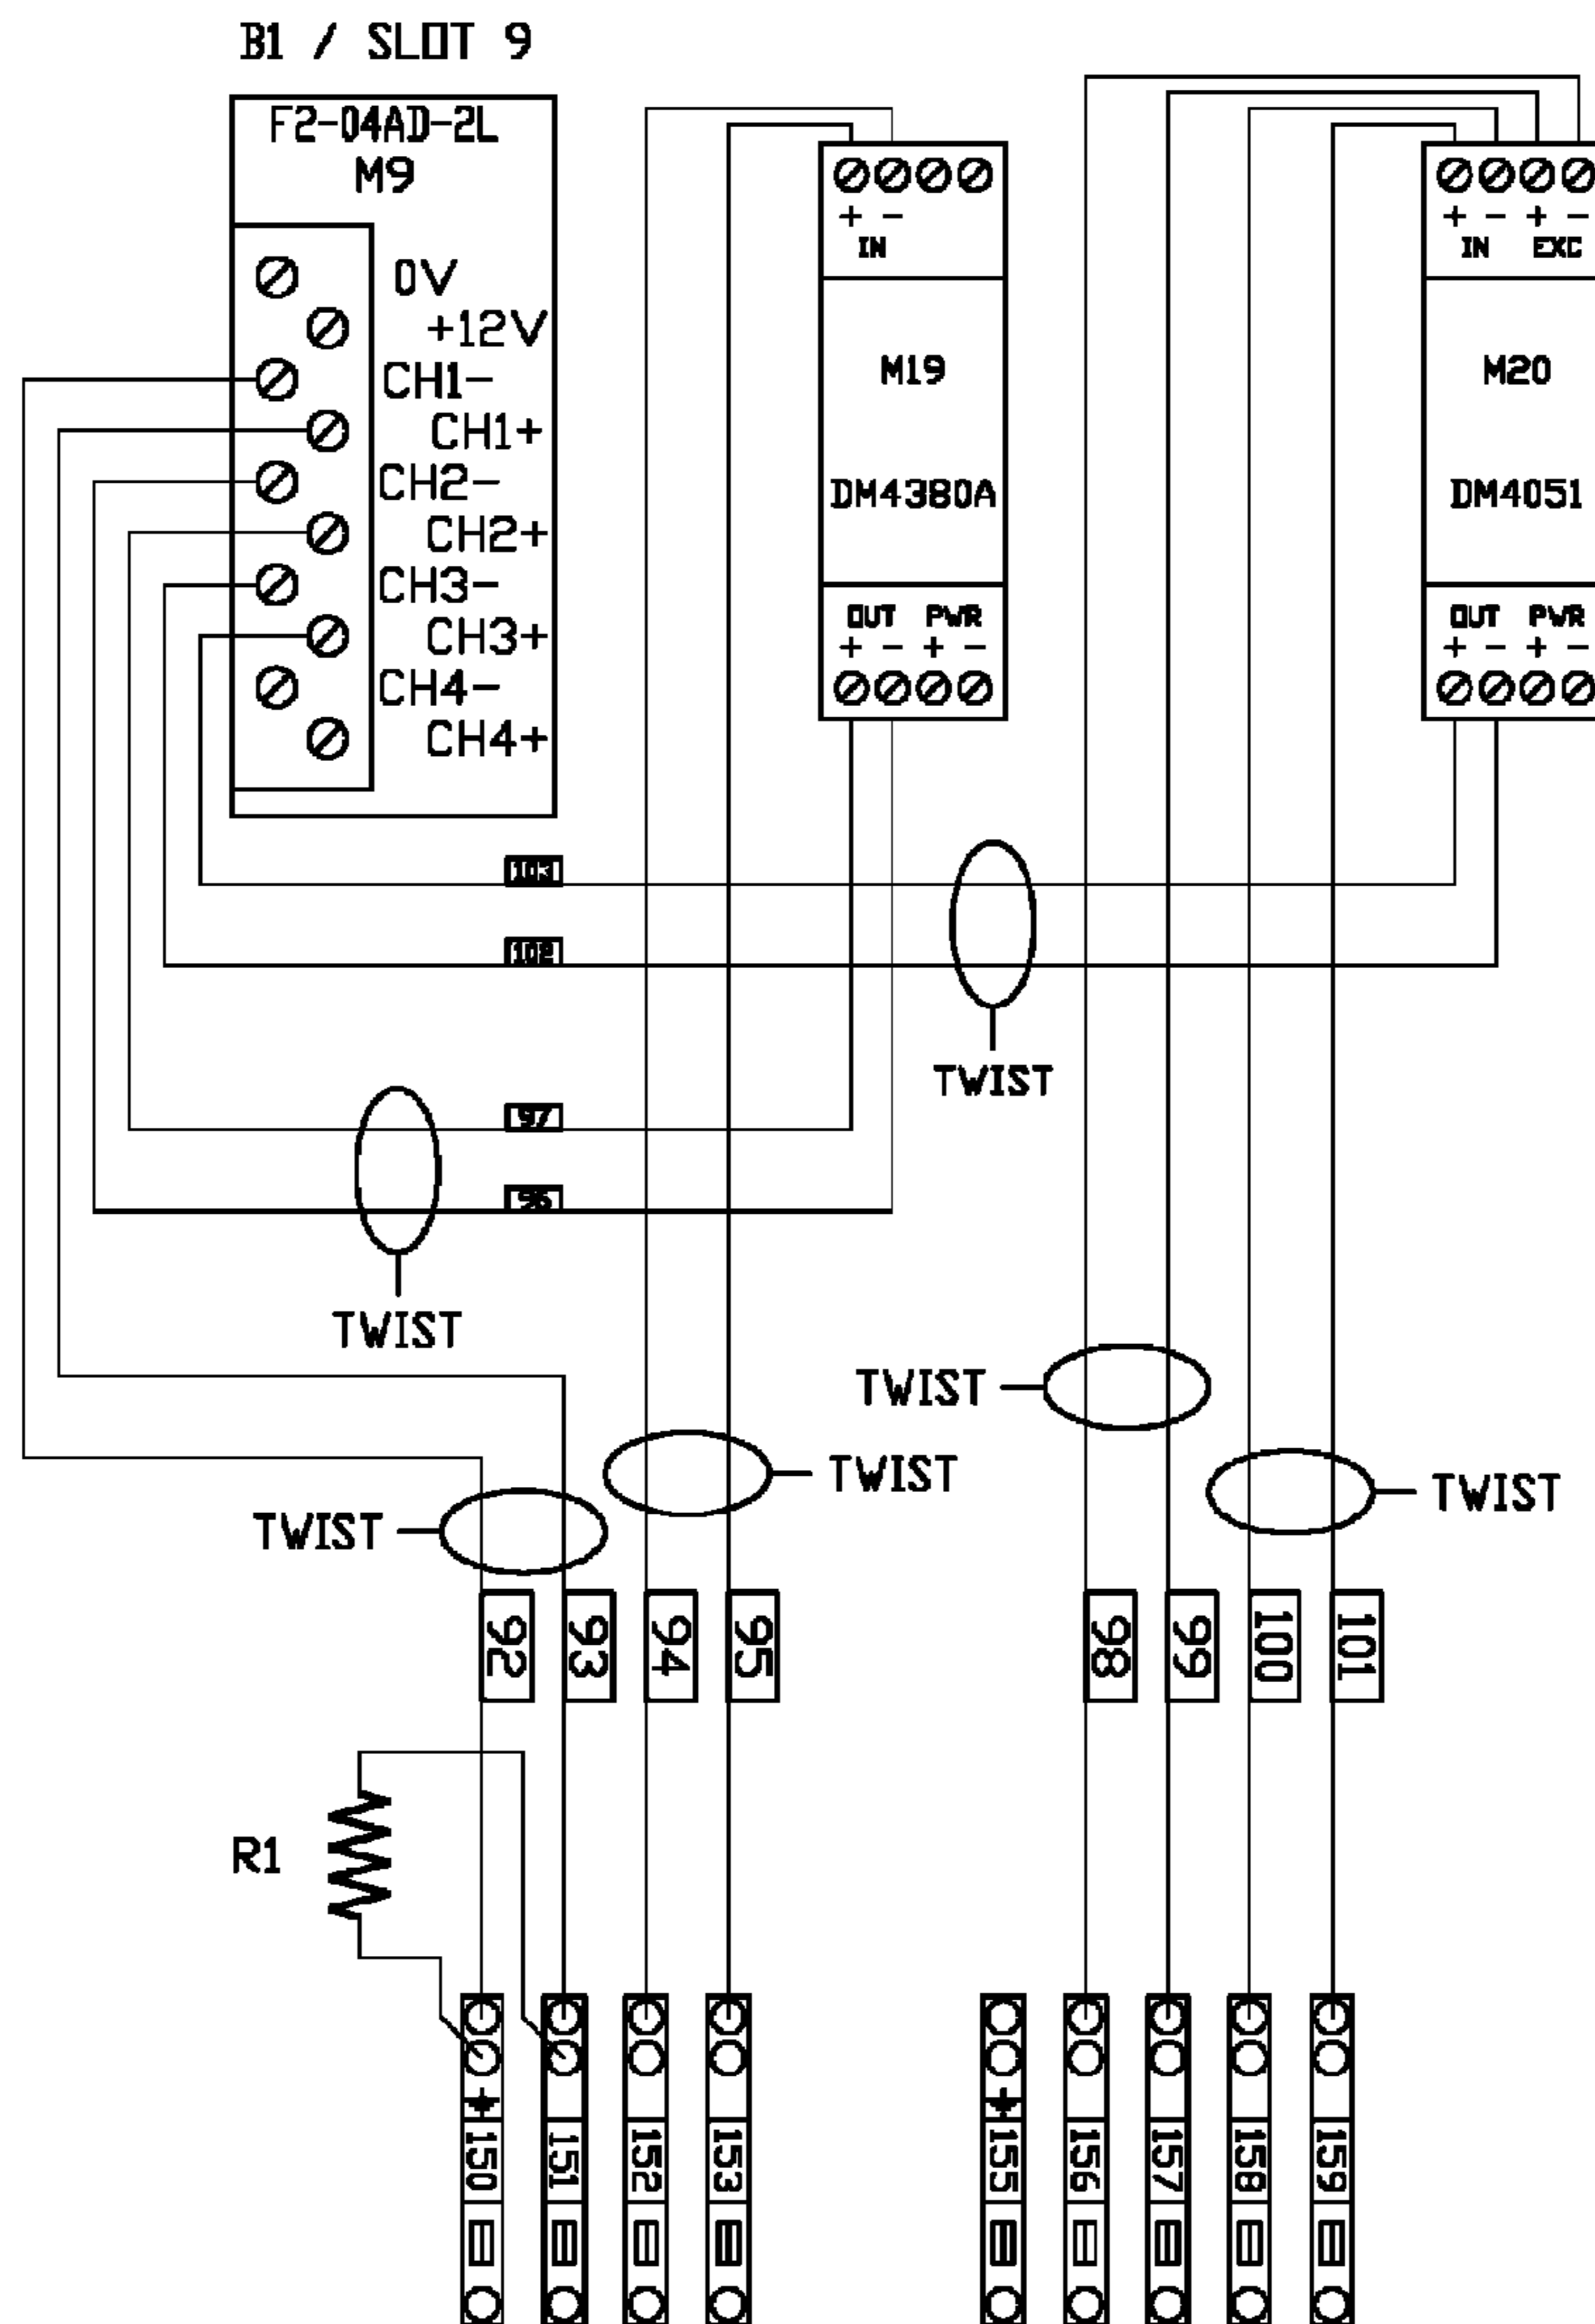 B1 / SLOT 9
F2-04AD-2L
M9
0V
+12V
CH1-
CH1+
CH2-
CH2+
CH3-
CH3+
CH4-
CH4+
+ -
IN
M19
DM4380A
OUT PWR
+ - + -
+ - + -
IN EXC
M20
DM4051
OUT PWR
+ - + -
103
102
TWIST
97
96
TWIST
TWIST
TWIST
TWIST
TWIST
92
93
94
95
98
99
100
101
R1
150
151
152
153
155
156
157
158
159